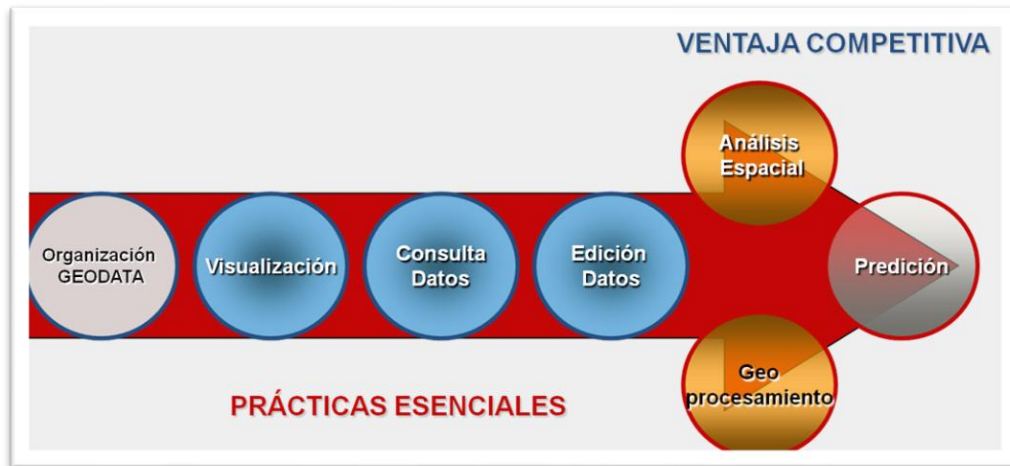 VENTAJA COMPETITIVA
Análisis
Espacial
Organización
GEODATA
Visualización
Consulta
Datos
Edición
Datos
Predición
Geo
procesamiento
PRÁCTICAS ESENCIALES